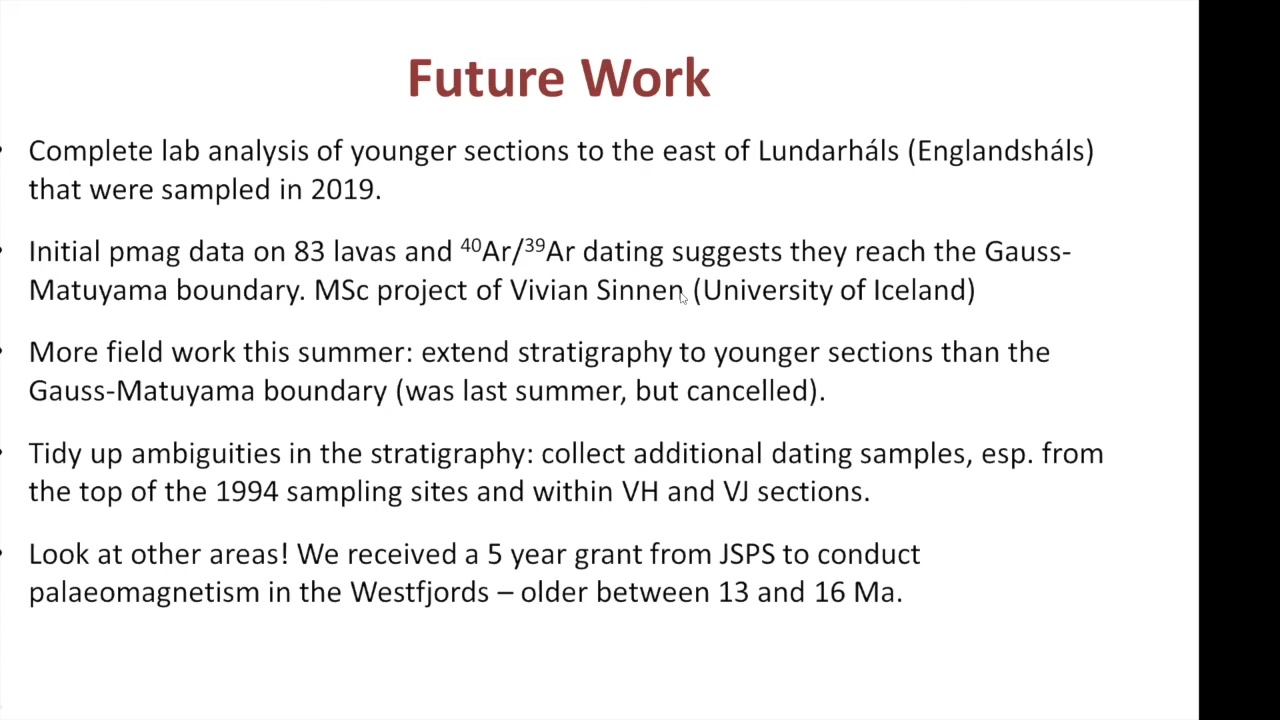 Future Work
• Complete lab analysis of younger sections to the east of Lundarháls (Englandsháls)
that were sampled in 2019.
• Initial pmag data on 83 lavas and ⁴⁰Ar/³⁹Ar dating suggests they reach the Gauss-
Matuyama boundary. MSc project of Vivian Sinnen (University of Iceland)
• More field work this summer: extend stratigraphy to younger sections than the
Gauss-Matuyama boundary (was last summer, but cancelled).
• Tidy up ambiguities in the stratigraphy: collect additional dating samples, esp. from
the top of the 1994 sampling sites and within VH and VJ sections.
• Look at other areas! We received a 5 year grant from JSPS to conduct
palaeomagnetism in the Westfjords – older between 13 and 16 Ma.